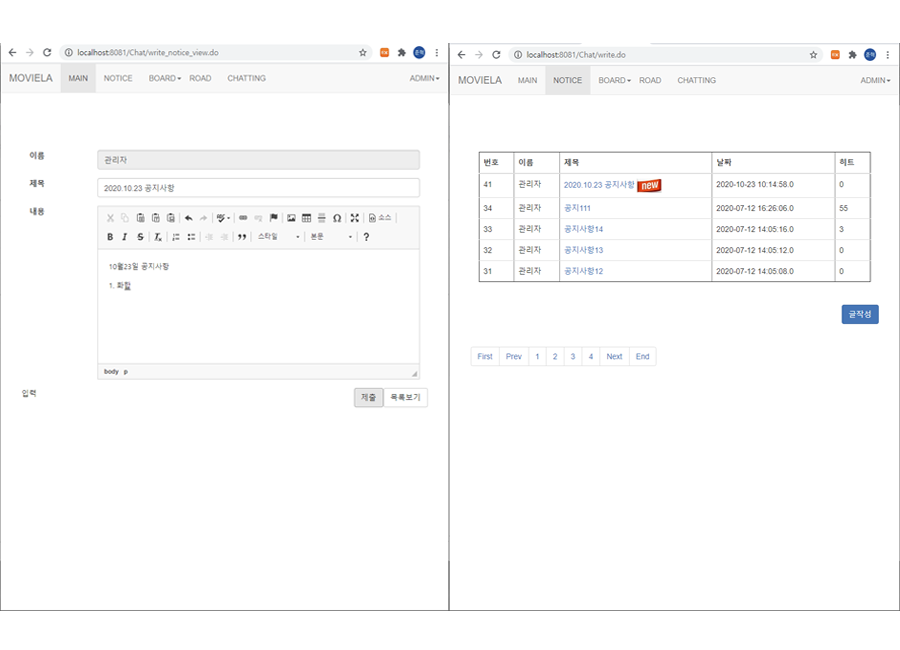 localhost:8081/Chat/write_notice_view.do
MOVIELA MAIN NOTICE BOARD ROAD CHATTING ADMIN
이름 관리자
제목 2020.10.23 공지사항
내용
소스
B I S Tx 스타일 본문 ?
10월23일 공지사항
1. 화할
body p
입력 제출 목록보기
localhost:8081/Chat/write.do
MOVIELA MAIN NOTICE BOARD ROAD CHATTING ADMIN
번호 이름 제목 날짜 히트
41 관리자 2020.10.23 공지사항 new 2020-10-23 10:14:58.0 0
34 관리자 공지111 2020-07-12 16:26:06.0 55
33 관리자 공지사항14 2020-07-12 14:05:16.0 3
32 관리자 공지사항13 2020-07-12 14:05:12.0 0
31 관리자 공지사항12 2020-07-12 14:05:08.0 0
글작성
First Prev 1 2 3 4 Next End